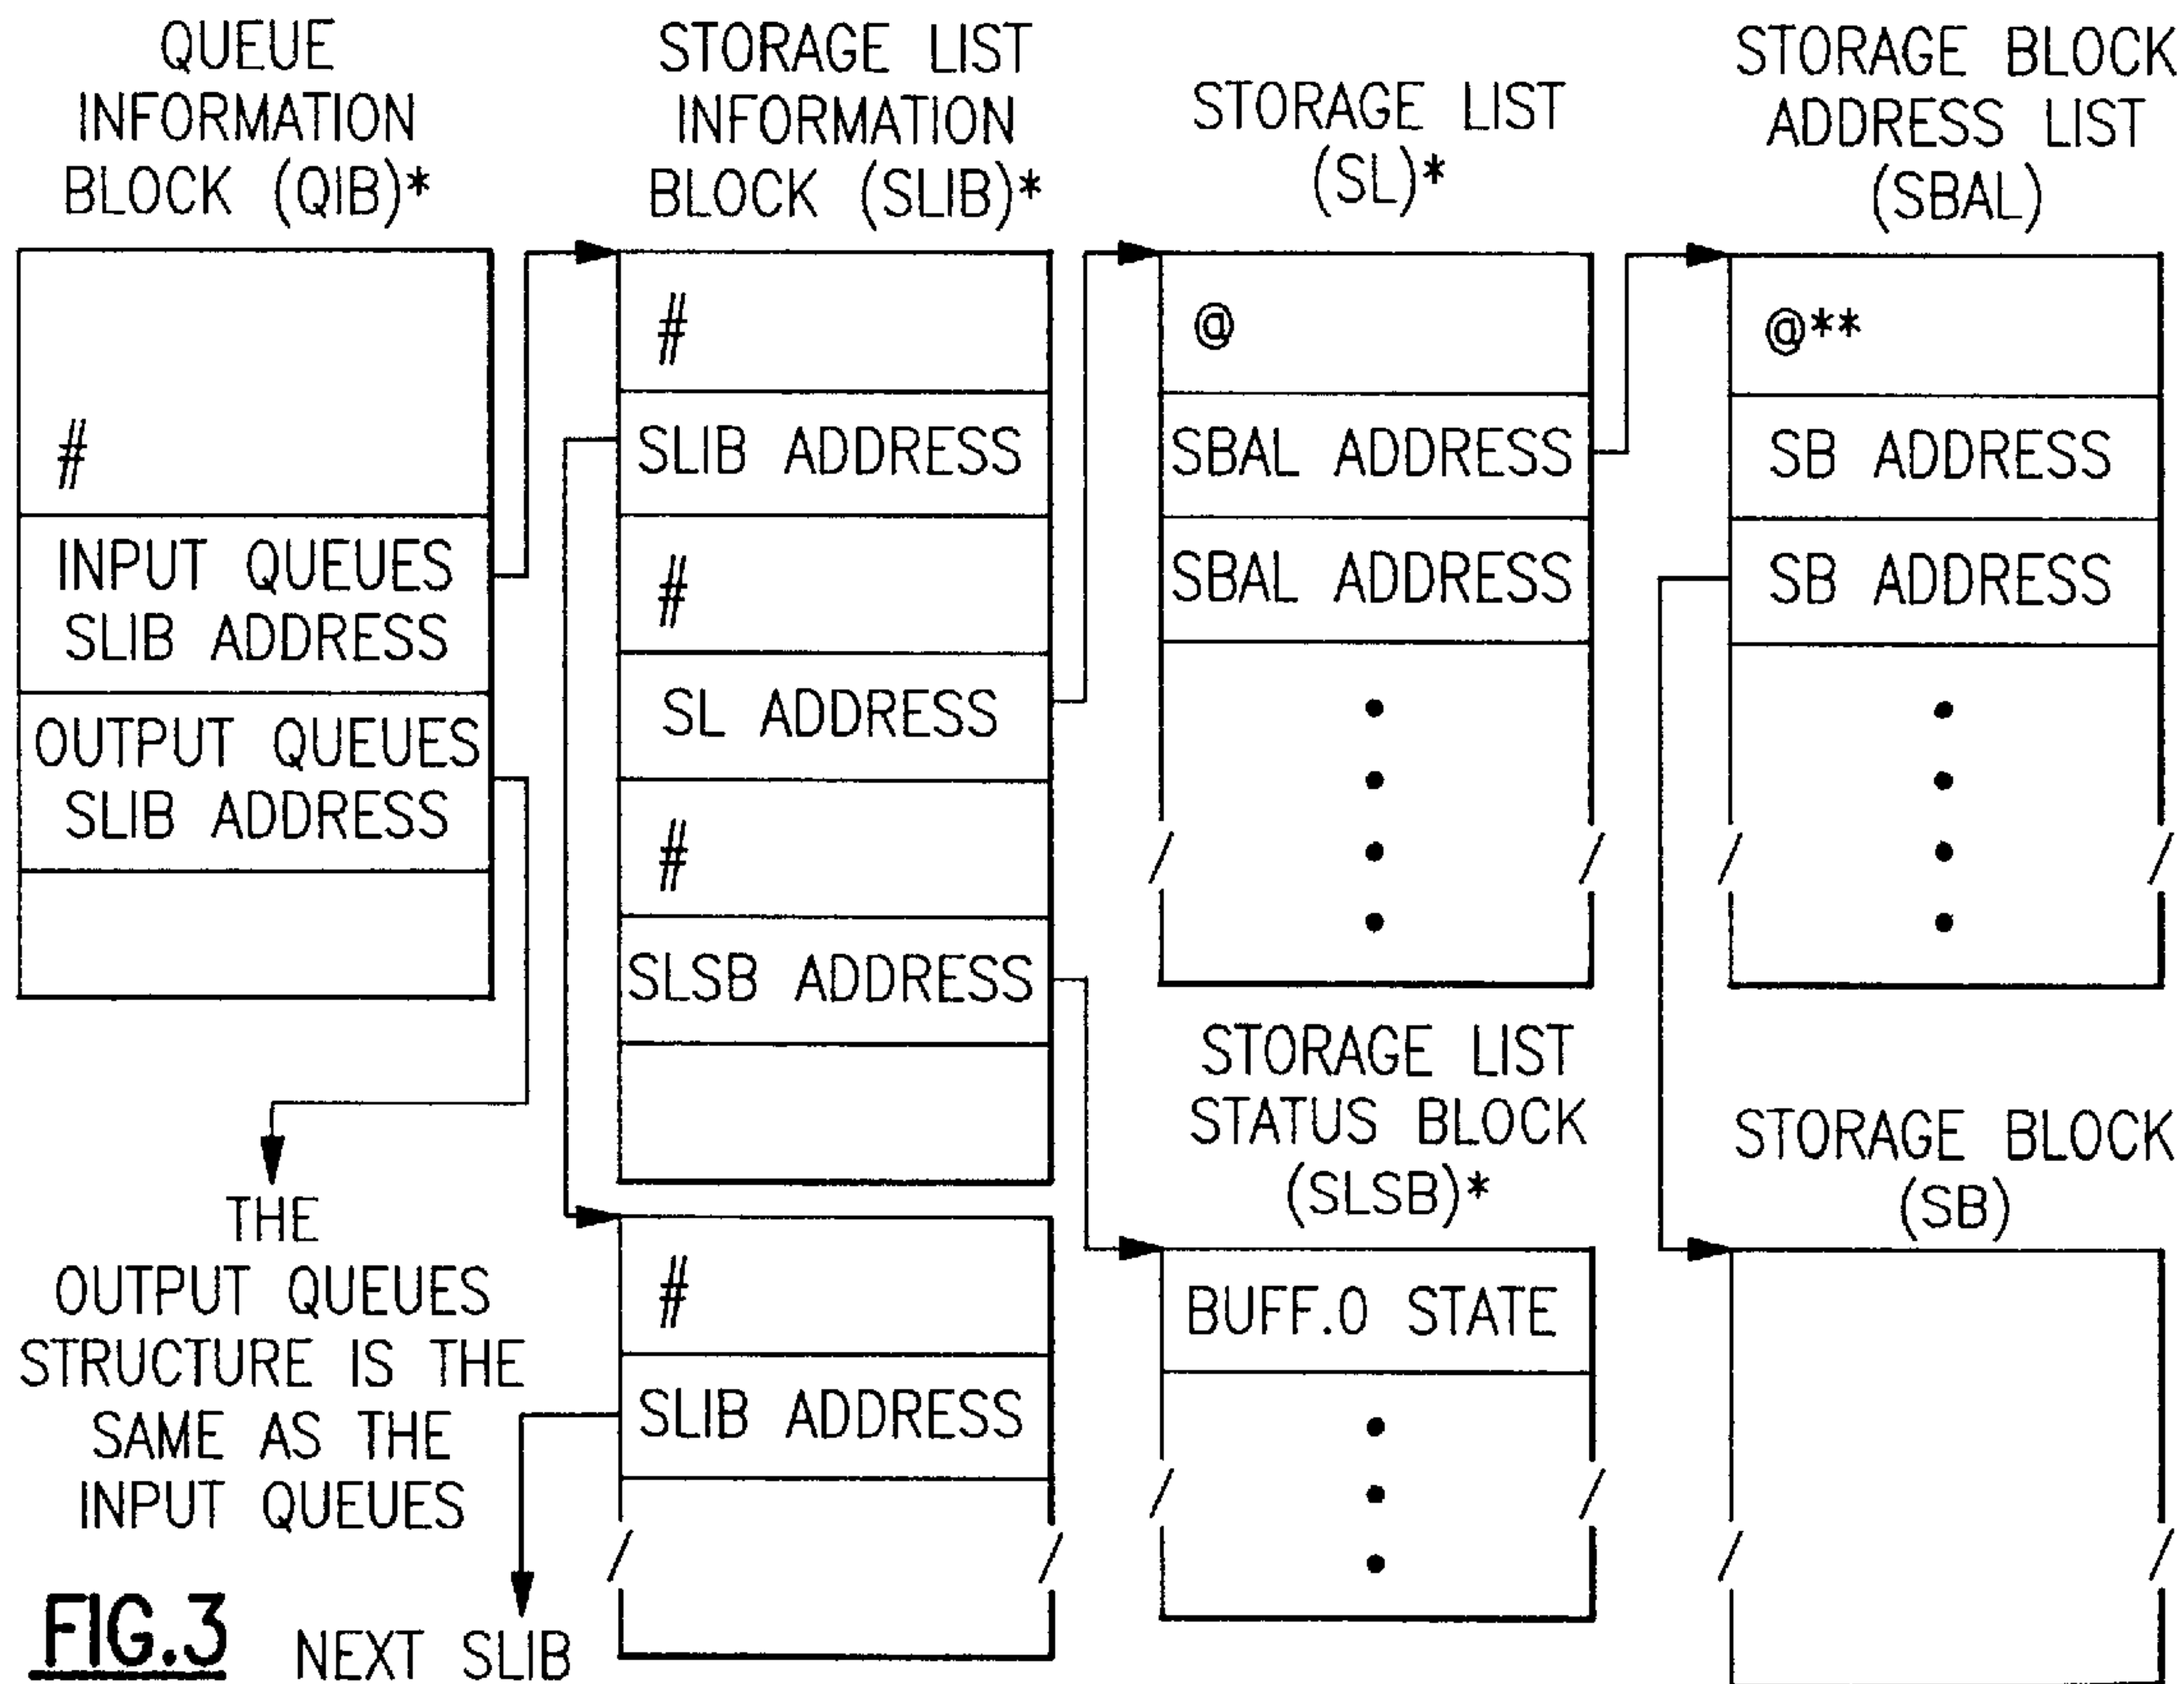 QUEUE
INFORMATION
BLOCK (QIB)*
#
INPUT QUEUES
SLIB ADDRESS
OUTPUT QUEUES
SLIB ADDRESS
THE
OUTPUT QUEUES
STRUCTURE IS THE
SAME AS THE
INPUT QUEUES
STORAGE LIST
INFORMATION
BLOCK (SLIB)*
#
SLIB ADDRESS
#
SL ADDRESS
#
SLSB ADDRESS
#
SLIB ADDRESS
NEXT SLIB
STORAGE LIST
(SL)*
@
SBAL ADDRESS
SBAL ADDRESS
STORAGE LIST
STATUS BLOCK
(SLSB)*
BUFF.0 STATE
STORAGE BLOCK
ADDRESS LIST
(SBAL)
@**
SB ADDRESS
SB ADDRESS
STORAGE BLOCK
(SB)
FIG.3